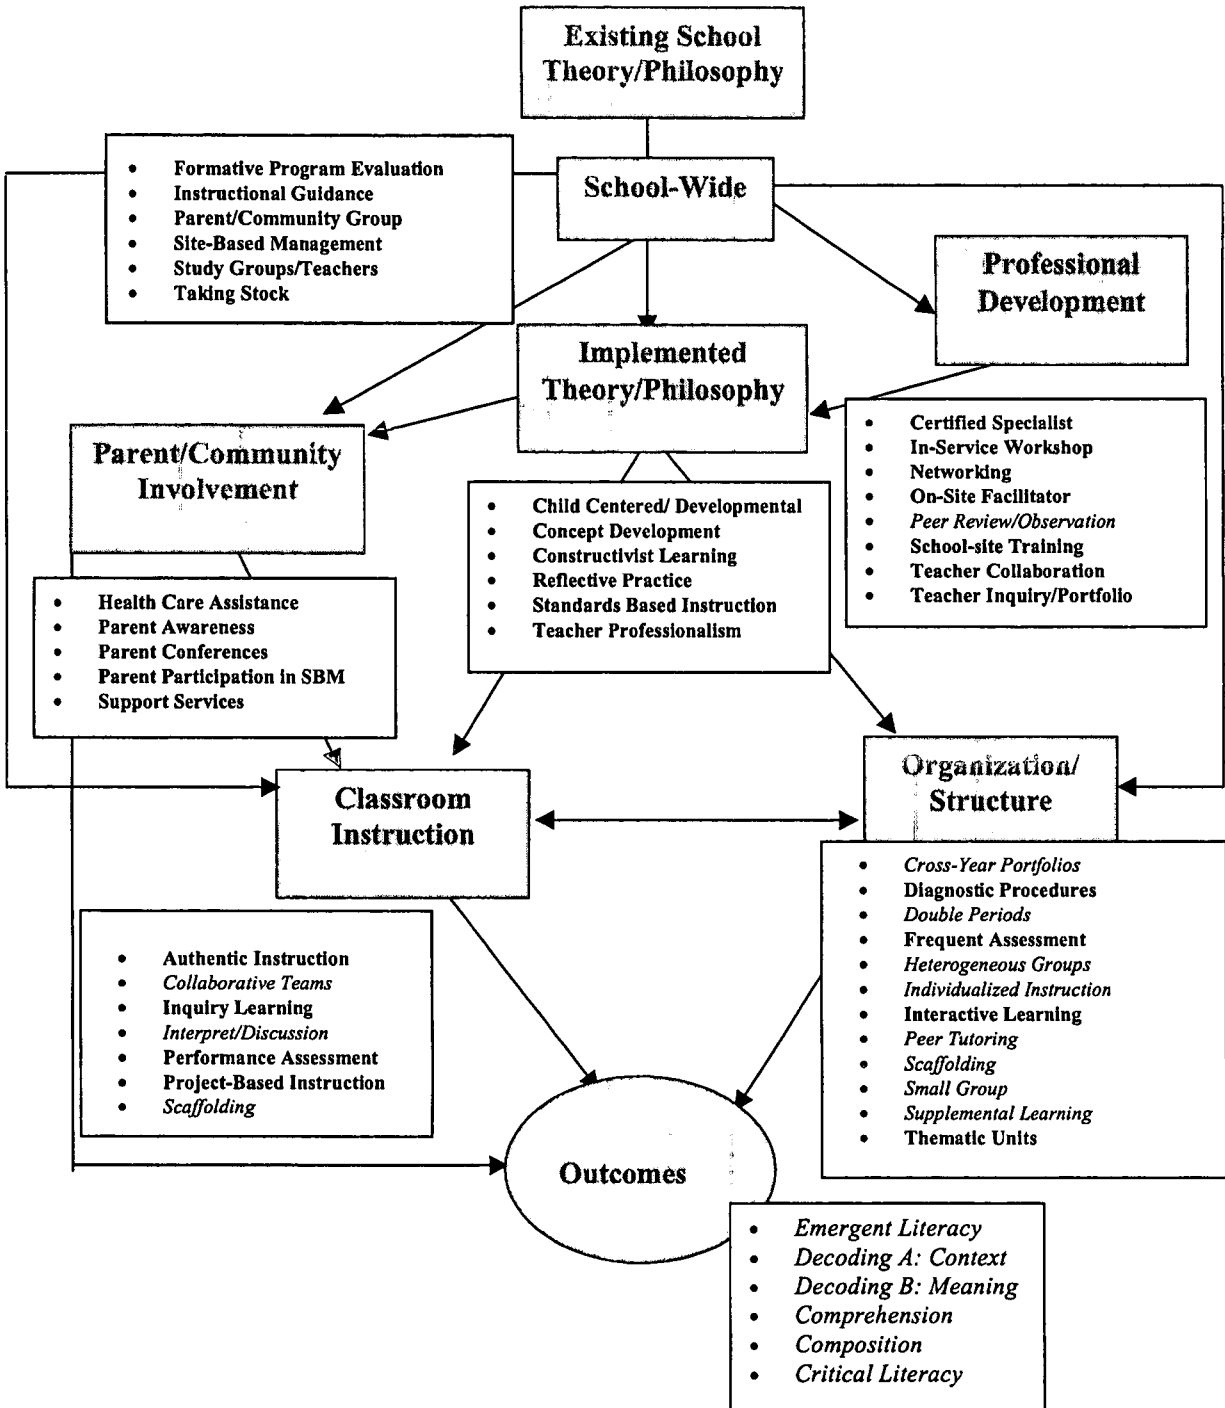 Existing School
Theory/Philosophy
• Formative Program Evaluation
• Instructional Guidance
• Parent/Community Group
• Site-Based Management
• Study Groups/Teachers
• Taking Stock
School-Wide
Professional
Development
Implemented
Theory/Philosophy
Parent/Community
Involvement
• Certified Specialist
• In-Service Workshop
• Networking
• On-Site Facilitator
• Peer Review/Observation
• School-site Training
• Teacher Collaboration
• Teacher Inquiry/Portfolio
• Child Centered/ Developmental
• Concept Development
• Constructivist Learning
• Reflective Practice
• Standards Based Instruction
• Teacher Professionalism
• Health Care Assistance
• Parent Awareness
• Parent Conferences
• Parent Participation in SBM
• Support Services
Classroom
Instruction
Organization/
Structure
• Cross-Year Portfolios
• Diagnostic Procedures
• Double Periods
• Frequent Assessment
• Heterogeneous Groups
• Individualized Instruction
• Interactive Learning
• Peer Tutoring
• Scaffolding
• Small Group
• Supplemental Learning
• Thematic Units
• Authentic Instruction
• Collaborative Teams
• Inquiry Learning
• Interpret/Discussion
• Performance Assessment
• Project-Based Instruction
• Scaffolding
Outcomes
• Emergent Literacy
• Decoding A: Context
• Decoding B: Meaning
• Comprehension
• Composition
• Critical Literacy